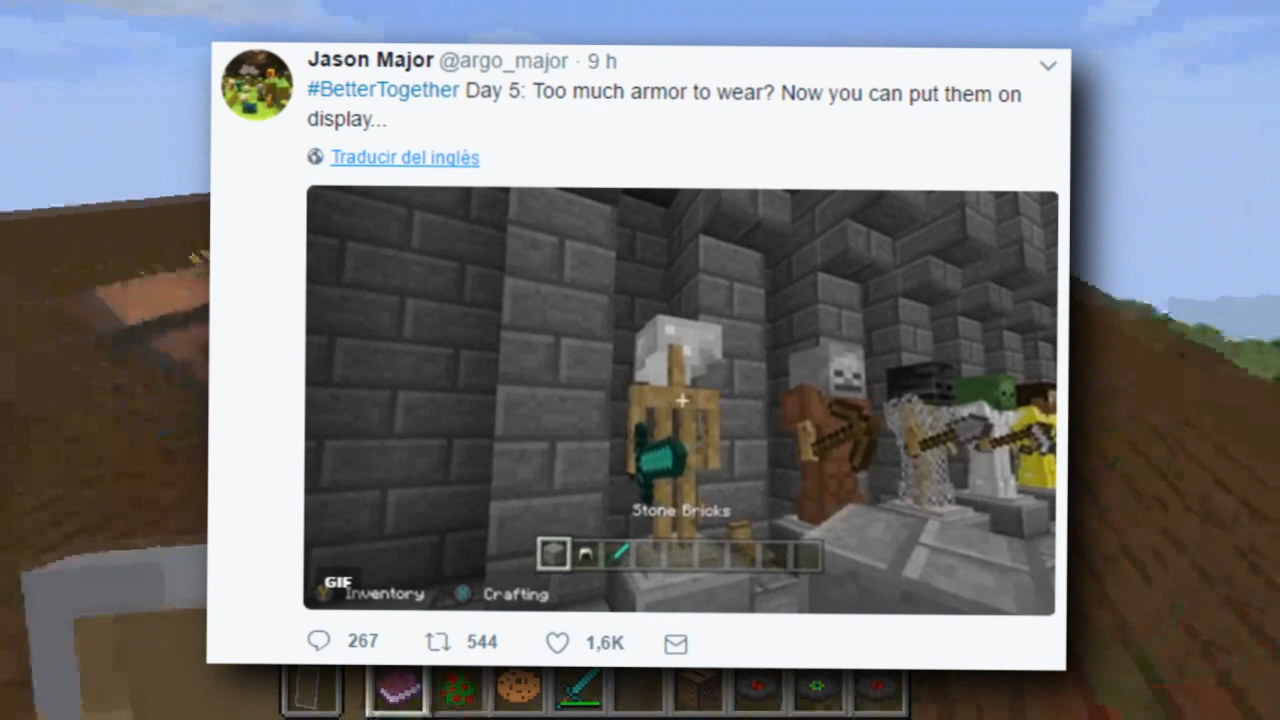 Jason Major @argo_major · 9 h
#BetterTogether Day 5: Too much armor to wear? Now you can put them on
display...
Traducir del inglés
Stone Bricks
GIF
Y Inventory X Crafting
267 544 1,6K